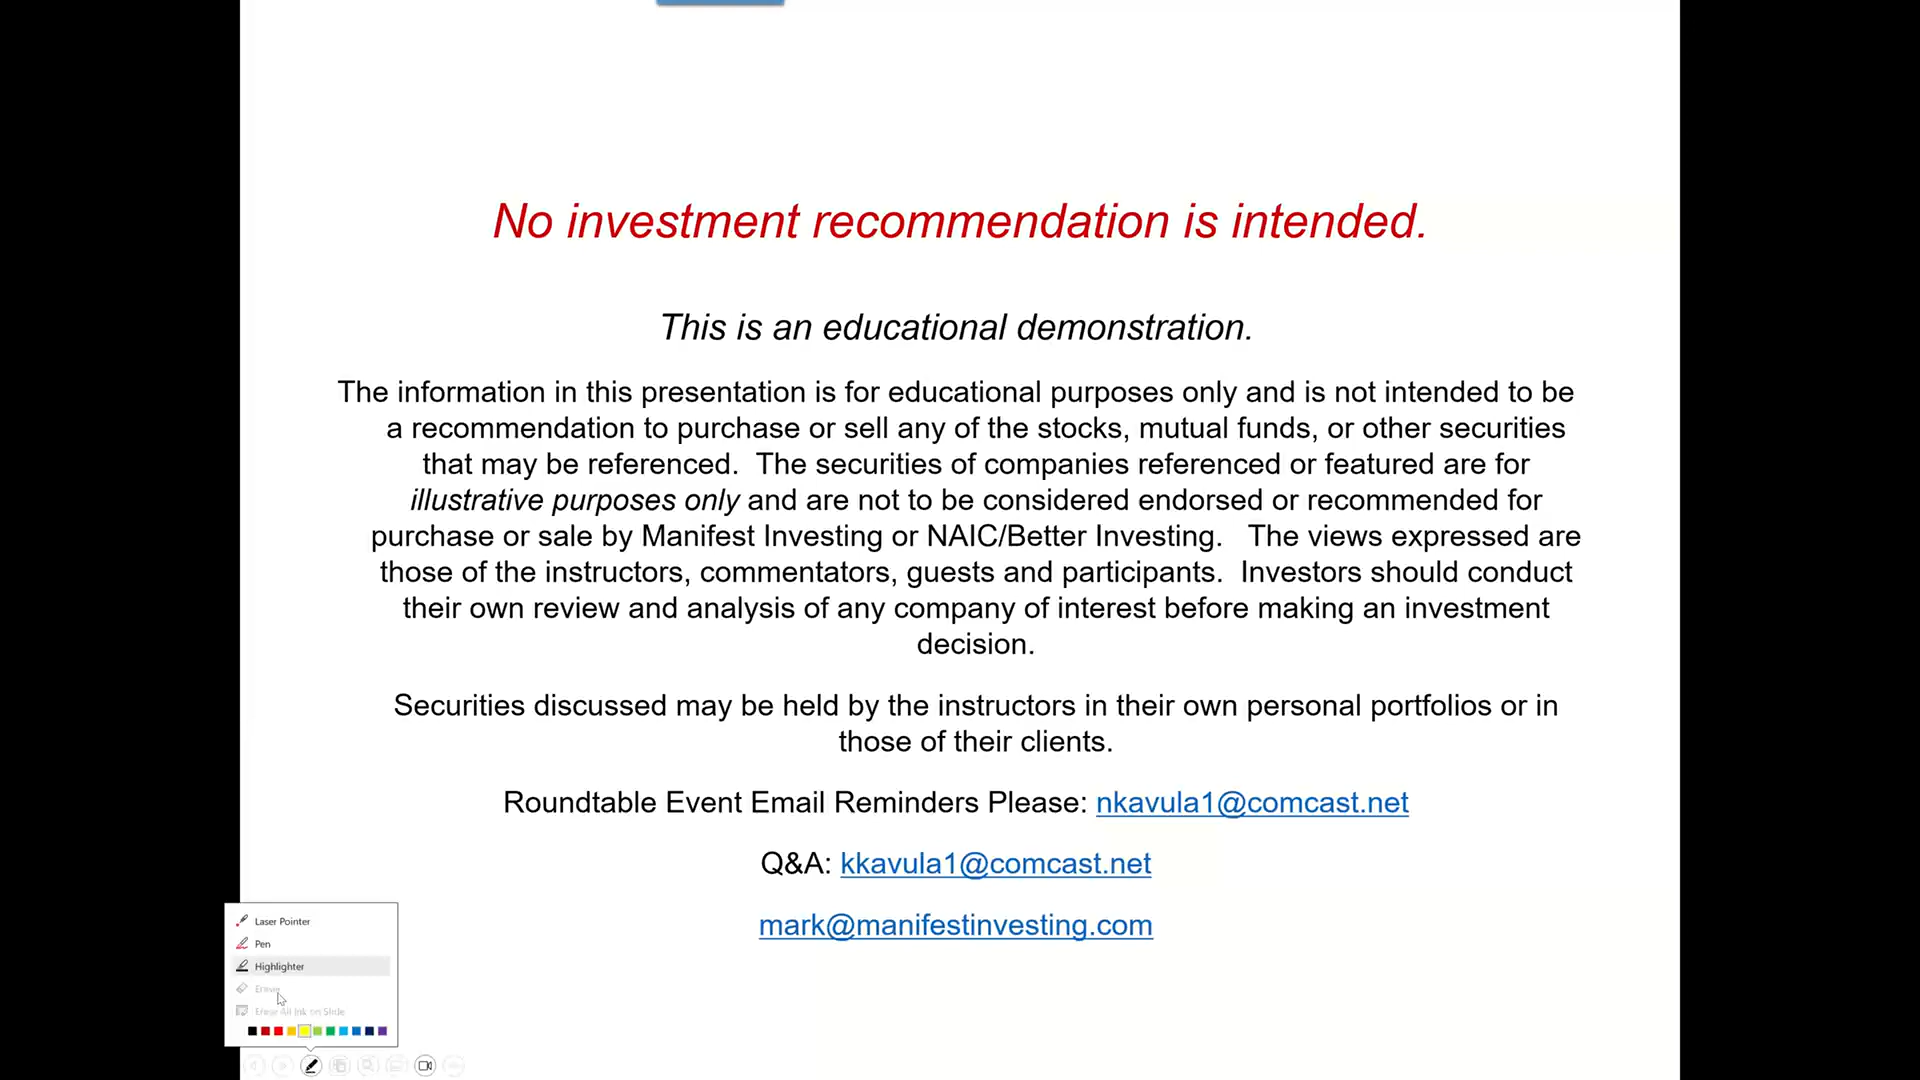 No investment recommendation is intended.
This is an educational demonstration.
The information in this presentation is for educational purposes only and is not intended to be
a recommendation to purchase or sell any of the stocks, mutual funds, or other securities
that may be referenced.  The securities of companies referenced or featured are for
illustrative purposes only and are not to be considered endorsed or recommended for
purchase or sale by Manifest Investing or NAIC/Better Investing.   The views expressed are
those of the instructors, commentators, guests and participants.  Investors should conduct
their own review and analysis of any company of interest before making an investment
decision.
Securities discussed may be held by the instructors in their own personal portfolios or in
those of their clients.
Roundtable Event Email Reminders Please: nkavula1@comcast.net
Q&A: kkavula1@comcast.net
mark@manifestinvesting.com
Laser Pointer
Pen
Highlighter
Eraser
Erase All Ink on Slide